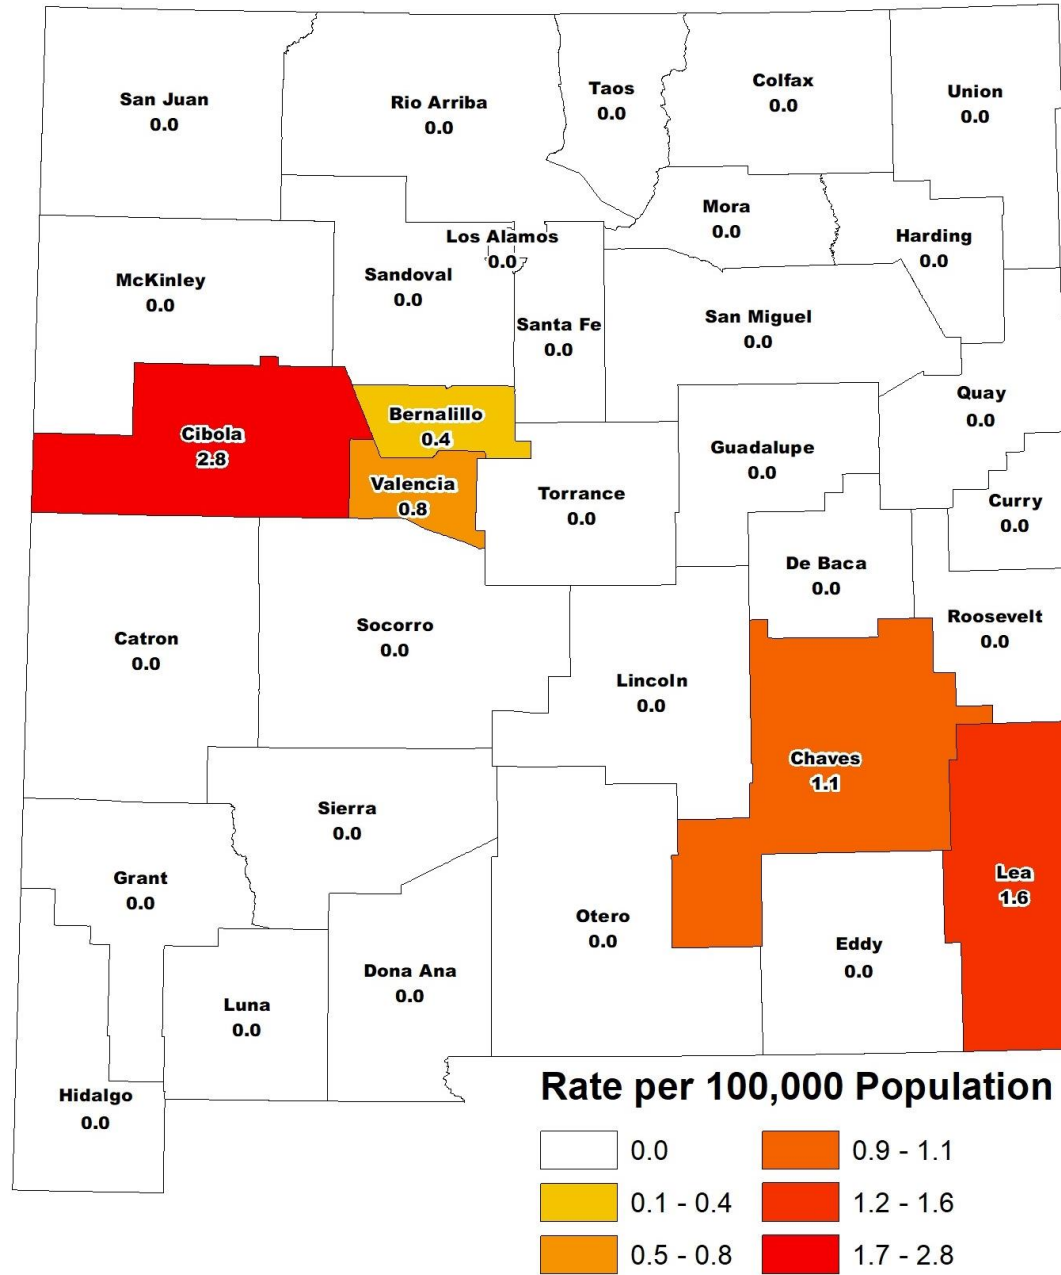 San Juan
0.0
Rio Arriba
0.0
Taos
0.0
Colfax
0.0
Union
0.0
Mora
0.0
Harding
0.0
Los Alamos
0.0
McKinley
0.0
Sandoval
0.0
Santa Fe
0.0
San Miguel
0.0
Quay
0.0
Cibola
2.8
Bernalillo
0.4
Guadalupe
0.0
Valencia
0.8
Torrance
0.0
Curry
0.0
De Baca
0.0
Roosevelt
0.0
Catron
0.0
Socorro
0.0
Lincoln
0.0
Chaves
1.1
Sierra
0.0
Grant
0.0
Lea
1.6
Otero
0.0
Eddy
0.0
Dona Ana
0.0
Luna
0.0
Hidalgo
0.0
Rate per 100,000 Population
0.0
0.1 - 0.4
0.5 - 0.8
0.9 - 1.1
1.2 - 1.6
1.7 - 2.8